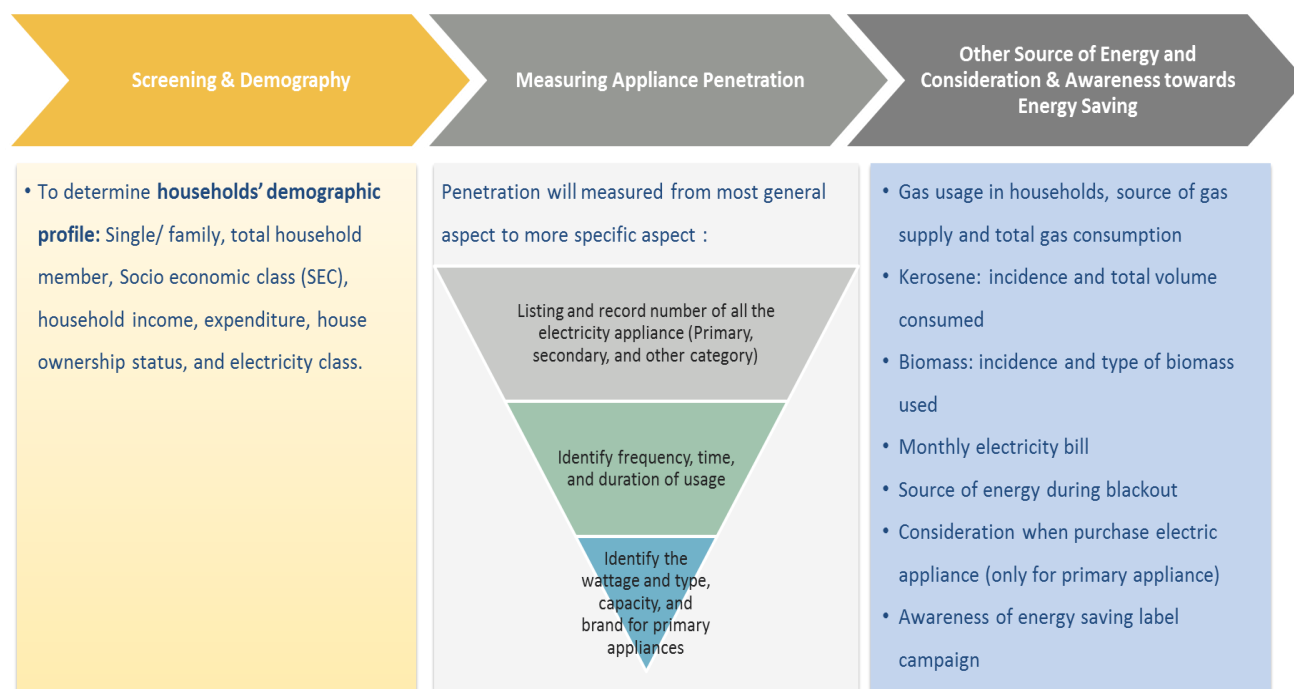 Screening & Demography
Measuring Appliance Penetration
Other Source of Energy and
Consideration & Awareness towards
Energy Saving
• To determine households' demographic
profile: Single/ family, total household
member, Socio economic class (SEC),
household income, expenditure, house
ownership status, and electricity class.
Penetration will measured from most general
aspect to more specific aspect :
Listing and record number of all the
electricity appliance (Primary,
secondary, and other category)
Identify frequency, time,
and duration of usage
Identify the
wattage and type,
capacity, and
brand for primary
appliances
• Gas usage in households, source of gas
supply and total gas consumption
• Kerosene: incidence and total volume
consumed
• Biomass: incidence and type of biomass
used
• Monthly electricity bill
• Source of energy during blackout
• Consideration when purchase electric
appliance (only for primary appliance)
• Awareness of energy saving label
campaign